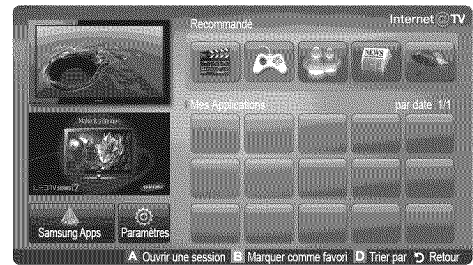 Internet@TV
Recommandé
NEWS
Mes Applications par date 1/1
Samsung Apps Paramètres
A Ouvrir une session B Marquer comme favori D Trier par Retour